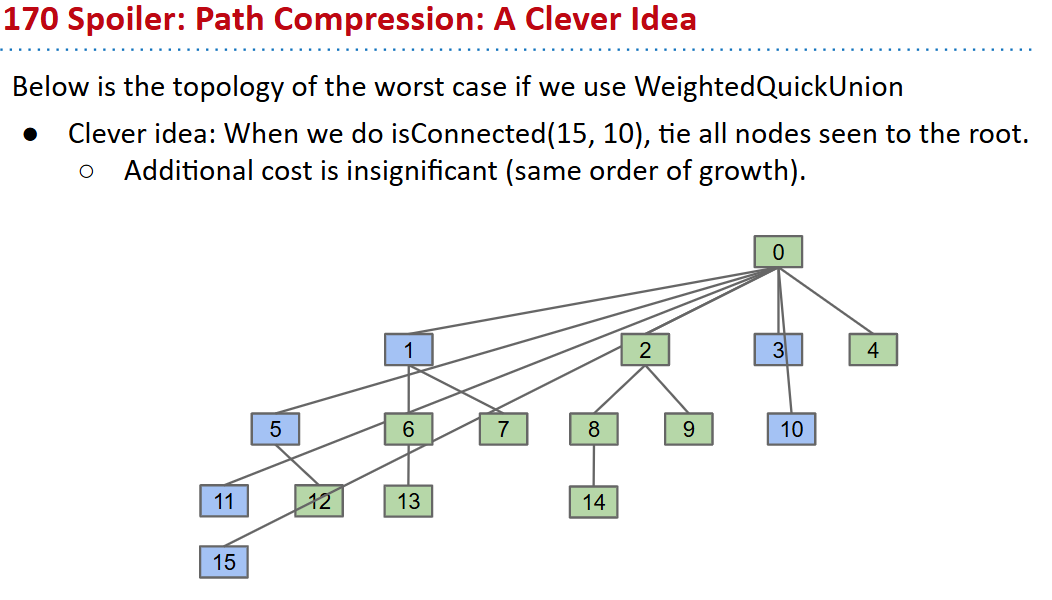 170 Spoiler: Path Compression: A Clever Idea
Below is the topology of the worst case if we use WeightedQuickUnion
● Clever idea: When we do isConnected(15, 10), tie all nodes seen to the root.
○ Additional cost is insignificant (same order of growth).
0
1 2 3 4
5 6 7 8 9 10
11 12 13 14
15